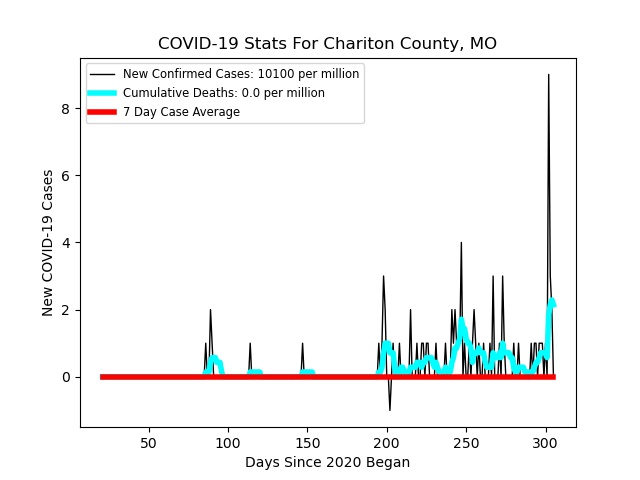 COVID-19 Stats For Chariton County, MO
New Confirmed Cases: 10100 per million
Cumulative Deaths: 0.0 per million
7 Day Case Average
New COVID-19 Cases
8
6
4
2
0
50 100 150 200 250 300
Days Since 2020 Began